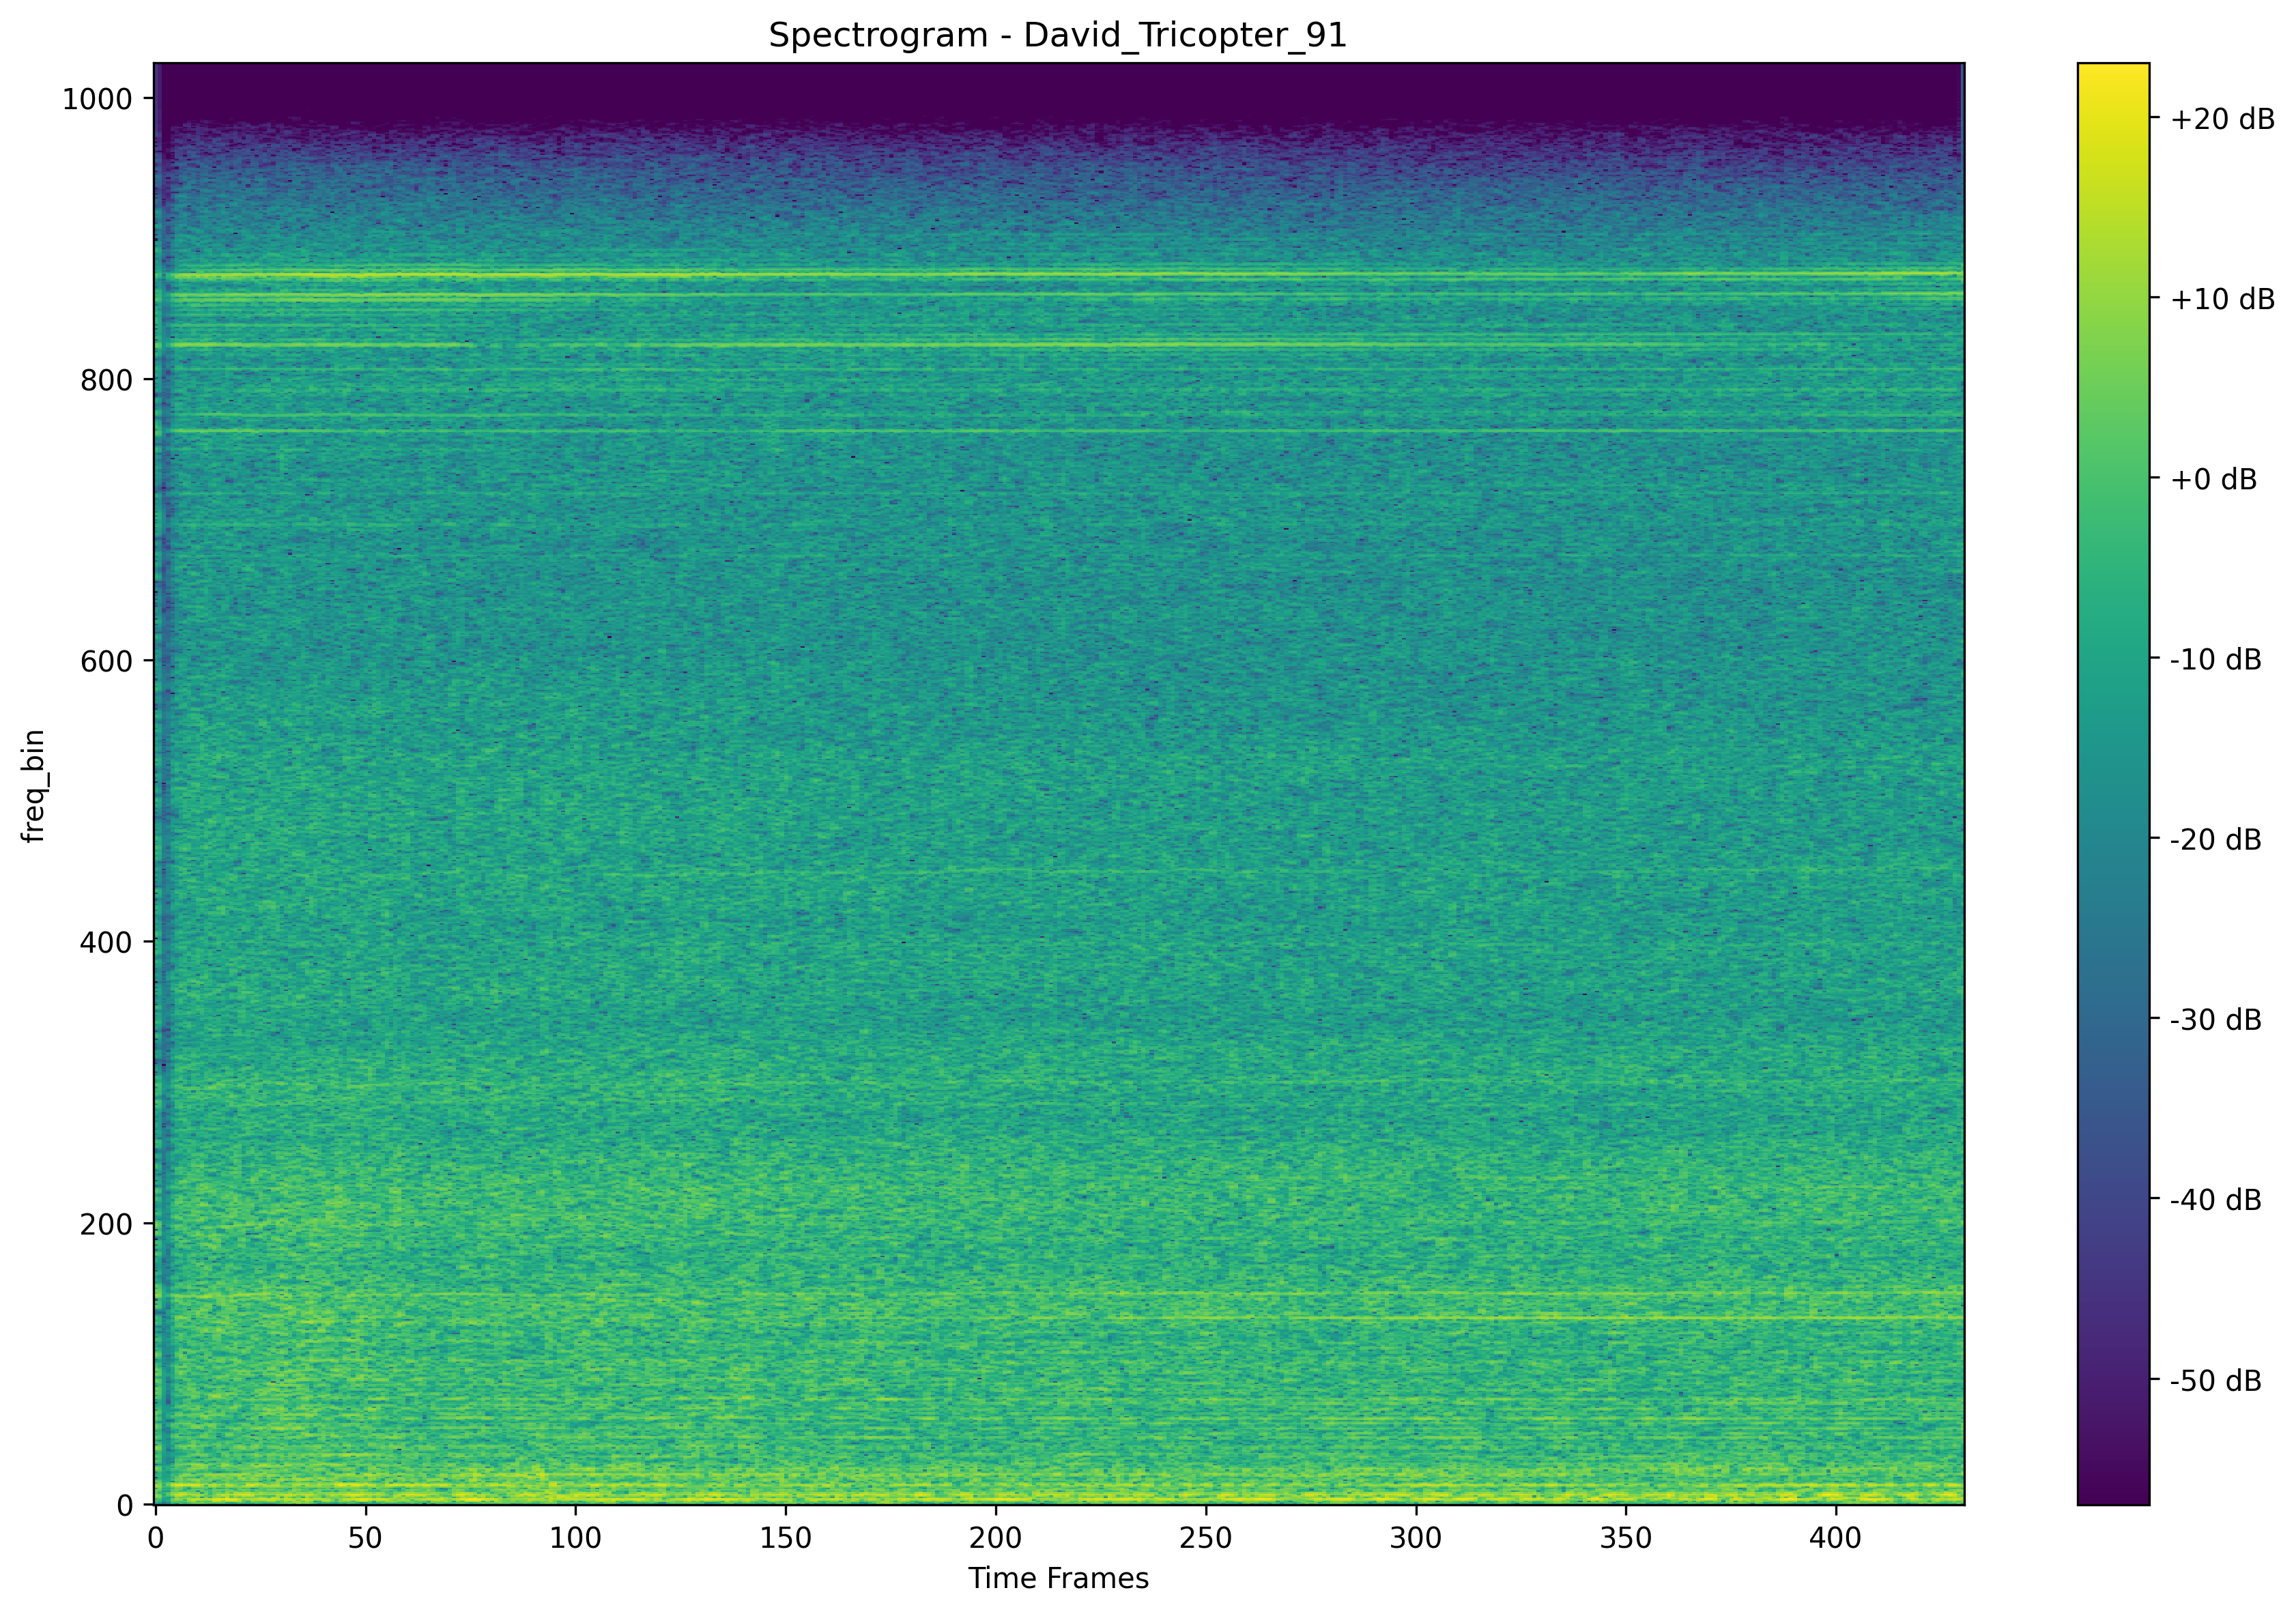 Spectrogram - David_Tricopter_91
freq_bin
1000
800
600
400
200
0
0 50 100 150 200 250 300 350 400
Time Frames
+20 dB
+10 dB
+0 dB
-10 dB
-20 dB
-30 dB
-40 dB
-50 dB